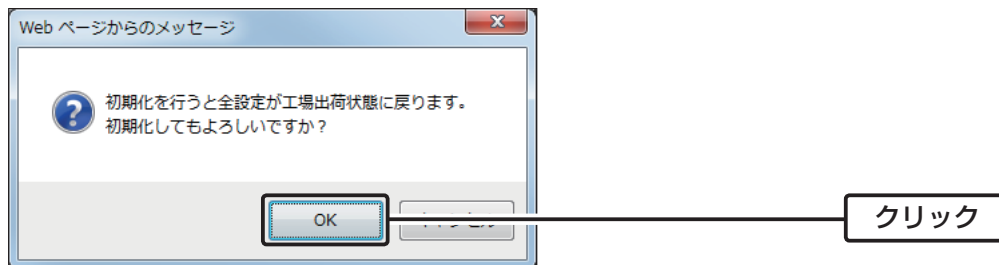 Web ページからのメッセージ
初期化を行うと全設定が工場出荷状態に戻ります。
初期化してもよろしいですか？
OK
クリック